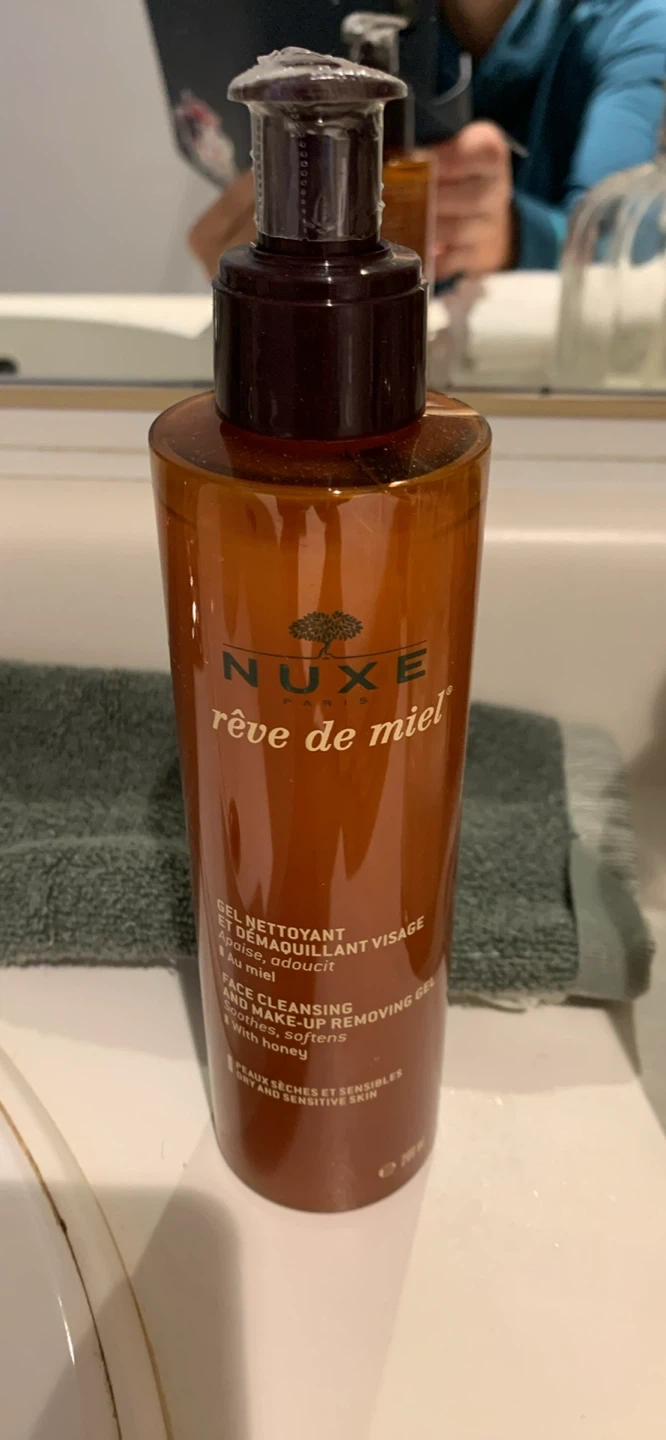 NUXE
PARIS
rêve de miel®
GEL NETTOYANT
ET DÉMAQUILLANT VISAGE
Apaise, adoucit
Au miel
FACE CLEANSING
AND MAKE-UP REMOVING GEL
Soothes, softens
With honey
PEAUX SÈCHES ET SENSIBLES
DRY AND SENSITIVE SKIN